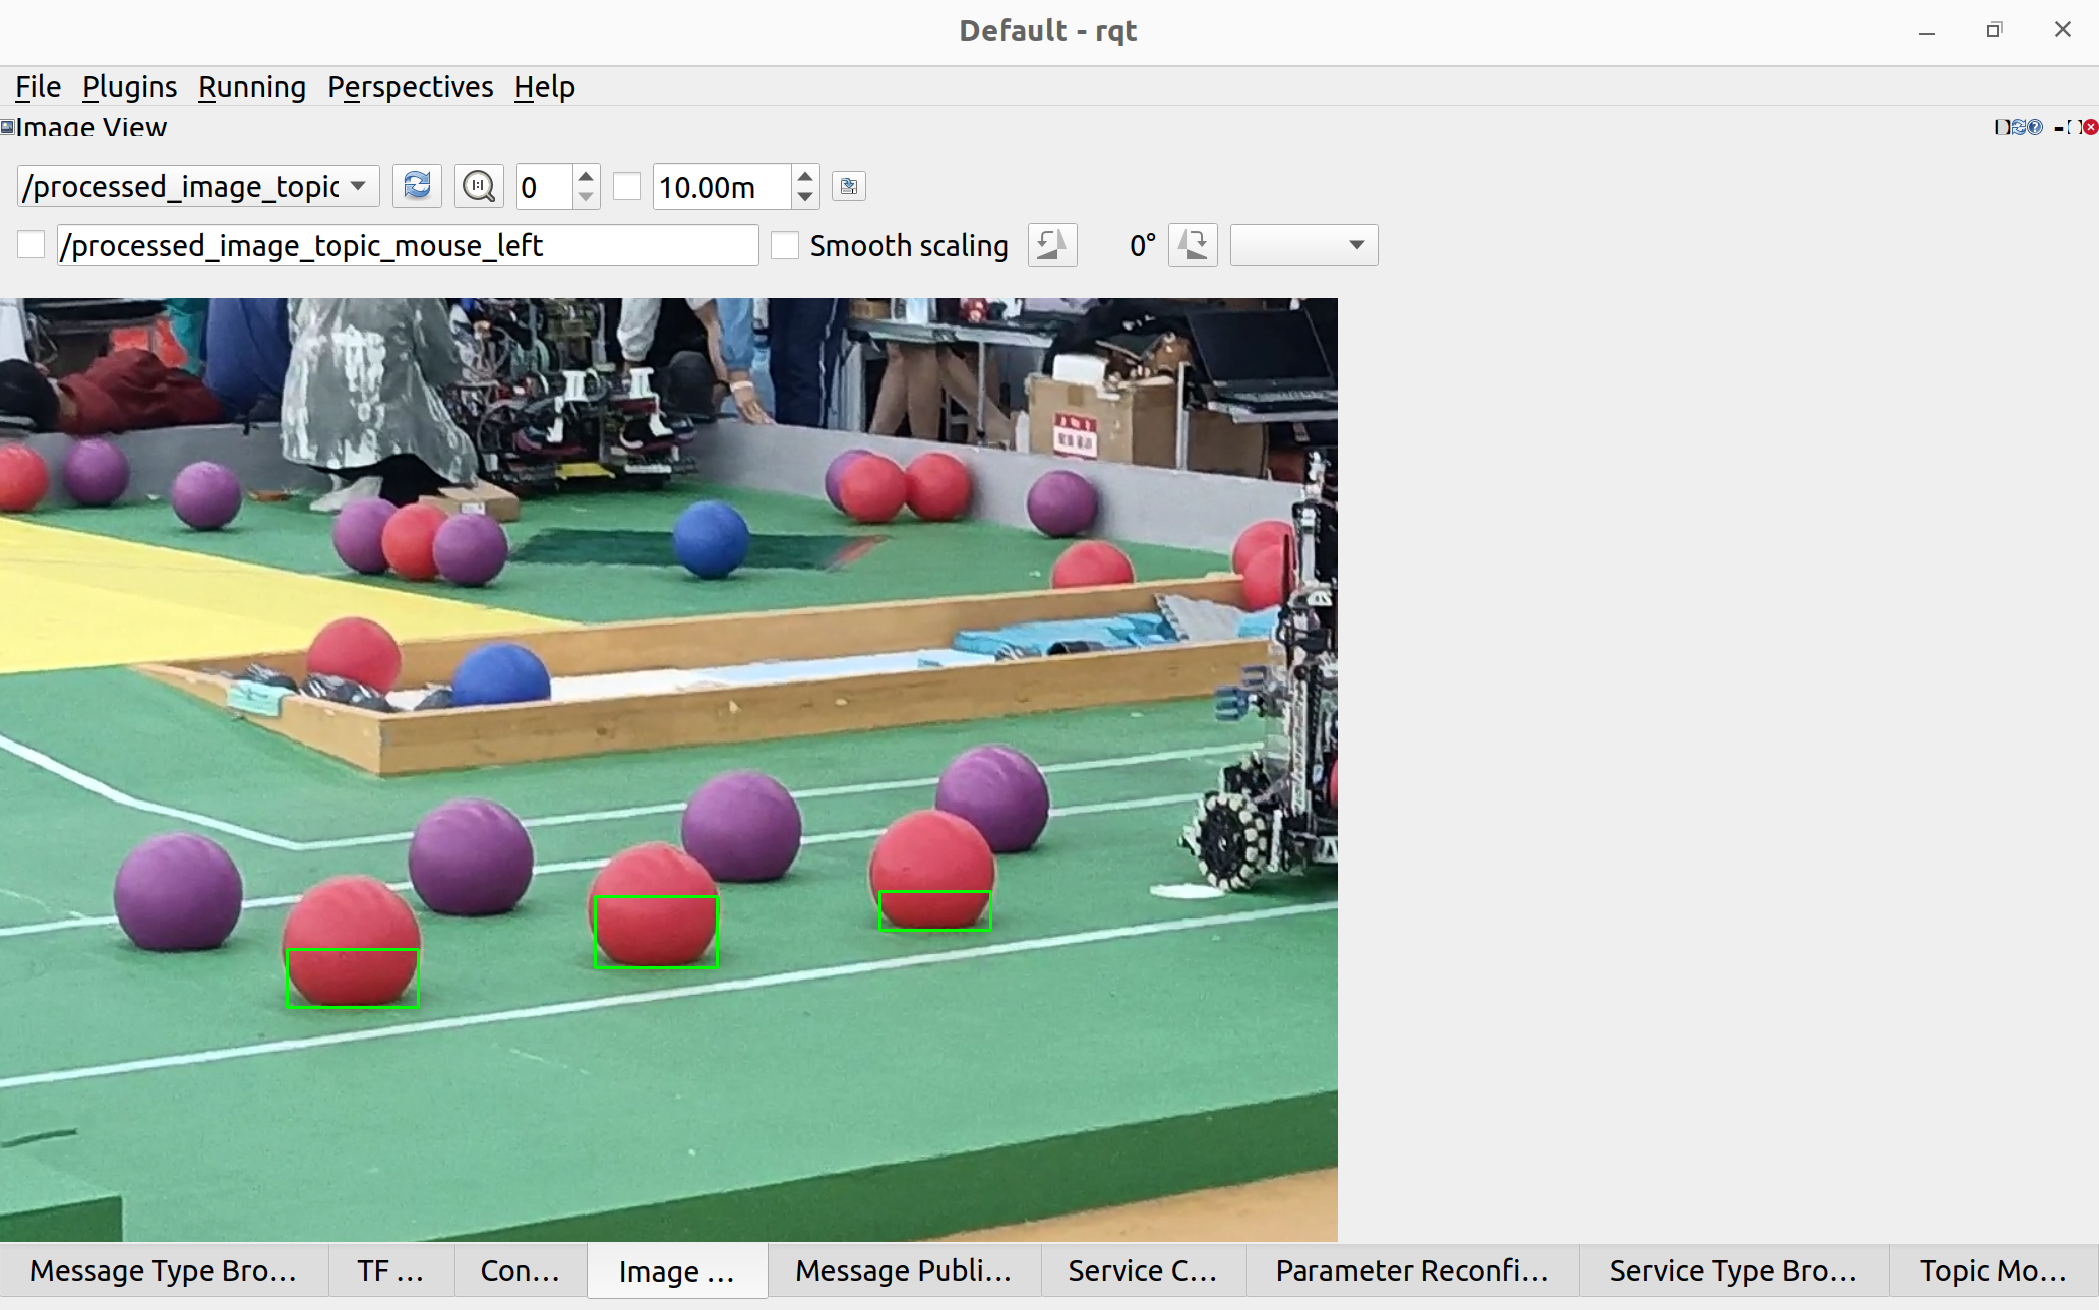 Default - rqt
File Plugins Running Perspectives Help
Image View
/processed_image_topic 0 10.00m
/processed_image_topic_mouse_left Smooth scaling 0°
Message Type Bro... TF ... Con... Image ... Message Publi... Service C... Parameter Reconfi... Service Type Bro... Topic Mo...